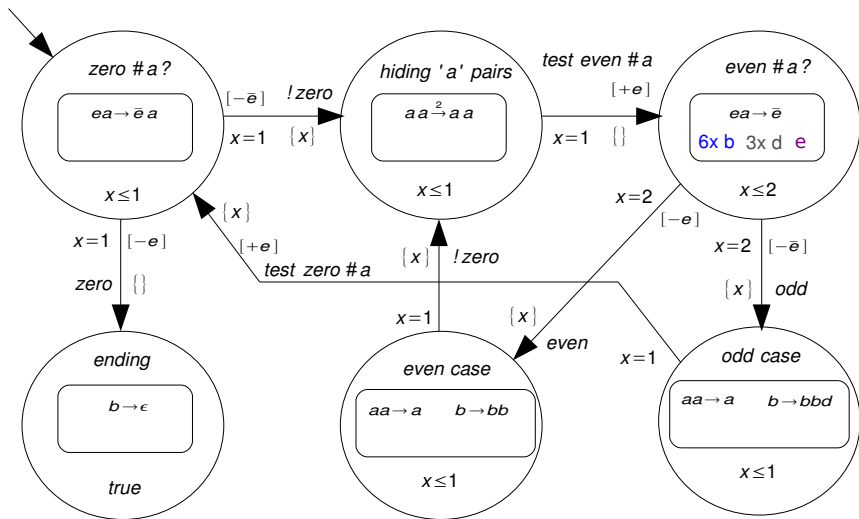 zero # a ?
ea → ē a
x ≤ 1
[−ē]
! zero
x = 1
{x}
hiding 'a' pairs
aa →² aa
x ≤ 1
test even # a
[+e]
x = 1
{}
even # a ?
ea → ē
6x b 3x d e
x ≤ 2
x = 1
[−e]
zero
{}
{x}
[+e]
test zero # a
{x}
! zero
x = 1
x = 2
[−e]
{x}
even
x = 2
[−ē]
{x}
odd
x = 1
ending
b → ϵ
true
even case
aa → a b → bb
x ≤ 1
odd case
aa → a b → bbd
x ≤ 1